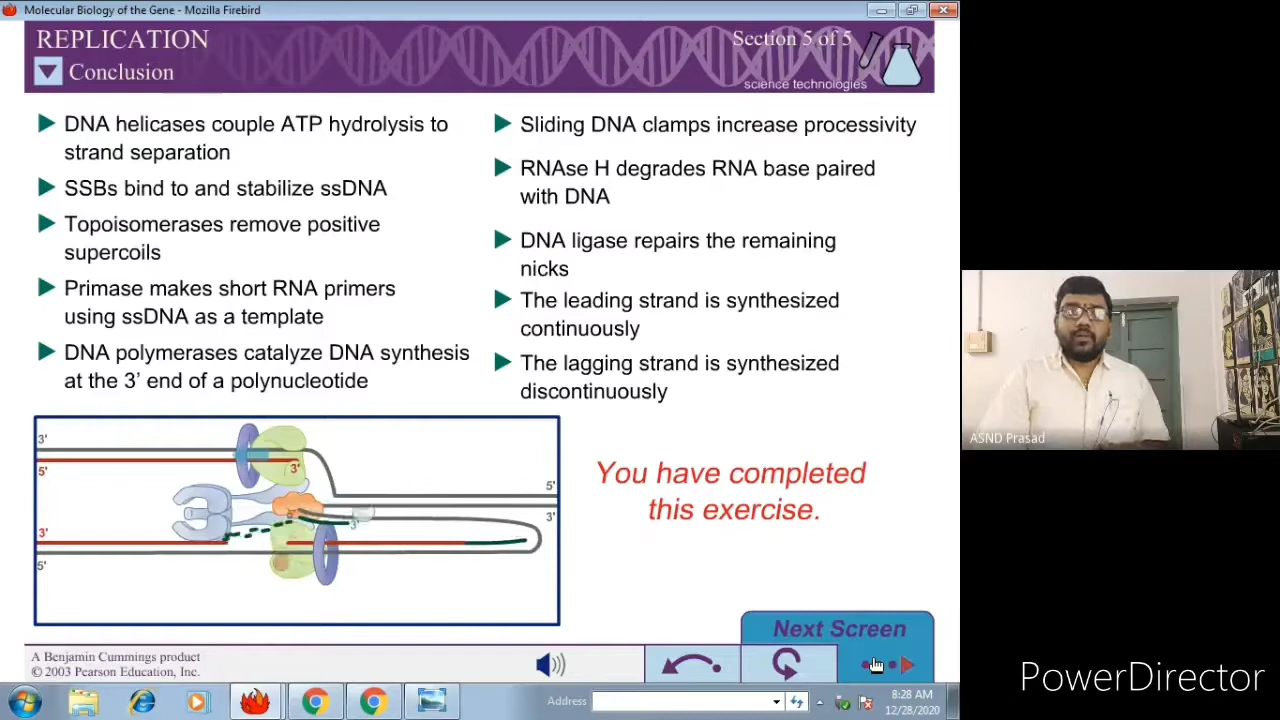 Molecular Biology of the Gene - Mozilla Firebird
REPLICATION
Section 5 of 5
Conclusion
science technologies
DNA helicases couple ATP hydrolysis to
strand separation
SSBs bind to and stabilize ssDNA
Topoisomerases remove positive
supercoils
Primase makes short RNA primers
using ssDNA as a template
DNA polymerases catalyze DNA synthesis
at the 3' end of a polynucleotide
Sliding DNA clamps increase processivity
RNAse H degrades RNA base paired
with DNA
DNA ligase repairs the remaining
nicks
The leading strand is synthesized
continuously
The lagging strand is synthesized
discontinuously
3'
5'
3'
5'
3'
3'
3'
5'
You have completed
this exercise.
Next Screen
A Benjamin Cummings product
© 2003 Pearson Education, Inc.
Address
8:28 AM
12/28/2020
ASND Prasad
PowerDirector